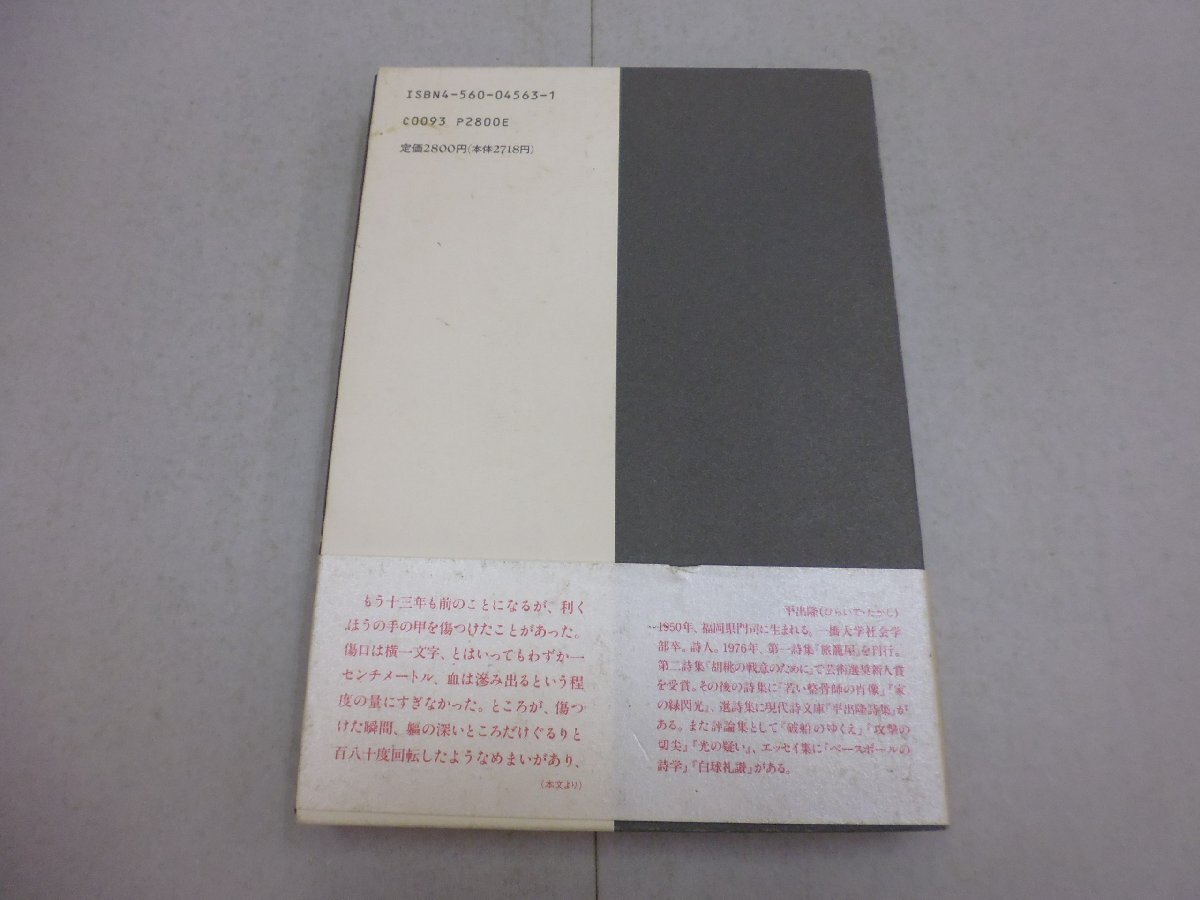 ISBN4-560-04563-1
C0093 P2800E
定価2800円(本体2718円)
もう十三年も前のことになるが、利く
ほうの手の甲を傷つけたことがあった。
傷口は横一文字、とはいってもわずか一
センチメートル、血は滲み出るという程
度の量にすぎなかった。ところが、傷つ
けた瞬間、軀の深いところだけぐるりと
百八十度回転したようなめまいがあり、
(本文より)
平出隆(ひらいで・たかし)
1950年、福岡県門司に生まれる。一橋大学社会学
部卒。詩人。1976年、第一詩集『旅籠屋』を刊行。
第二詩集『胡桃の戦意のために』で芸術選奨新人賞
を受賞。その後の詩集に『若い整骨師の肖像』『家
の緑閃光』、選詩集に現代詩文庫『平出隆詩集』が
ある。また評論集として『破船のゆくえ』『攻撃の
切尖』『光の疑い』、エッセイ集に『ベースボールの
詩学』『白球礼讃』がある。